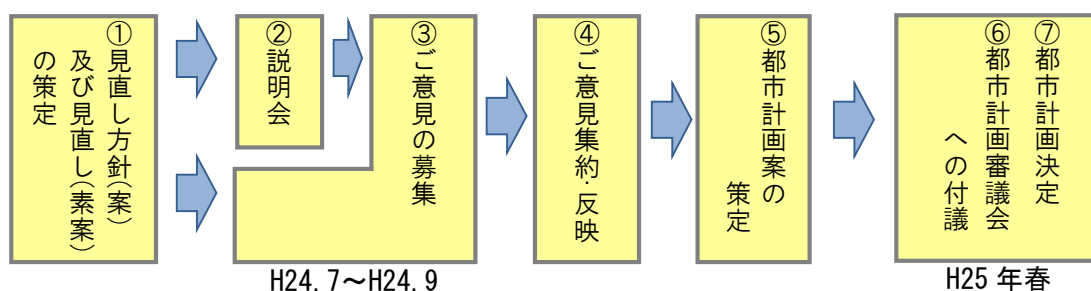 ①見直し方針(案)
及び見直し(素案)
の策定
②説明会
③ご意見の募集
④ご意見集約・反映
⑤都市計画案の
策定
⑦都市計画決定
⑥都市計画審議会
への付議
H24.7～H24.9
H25年春